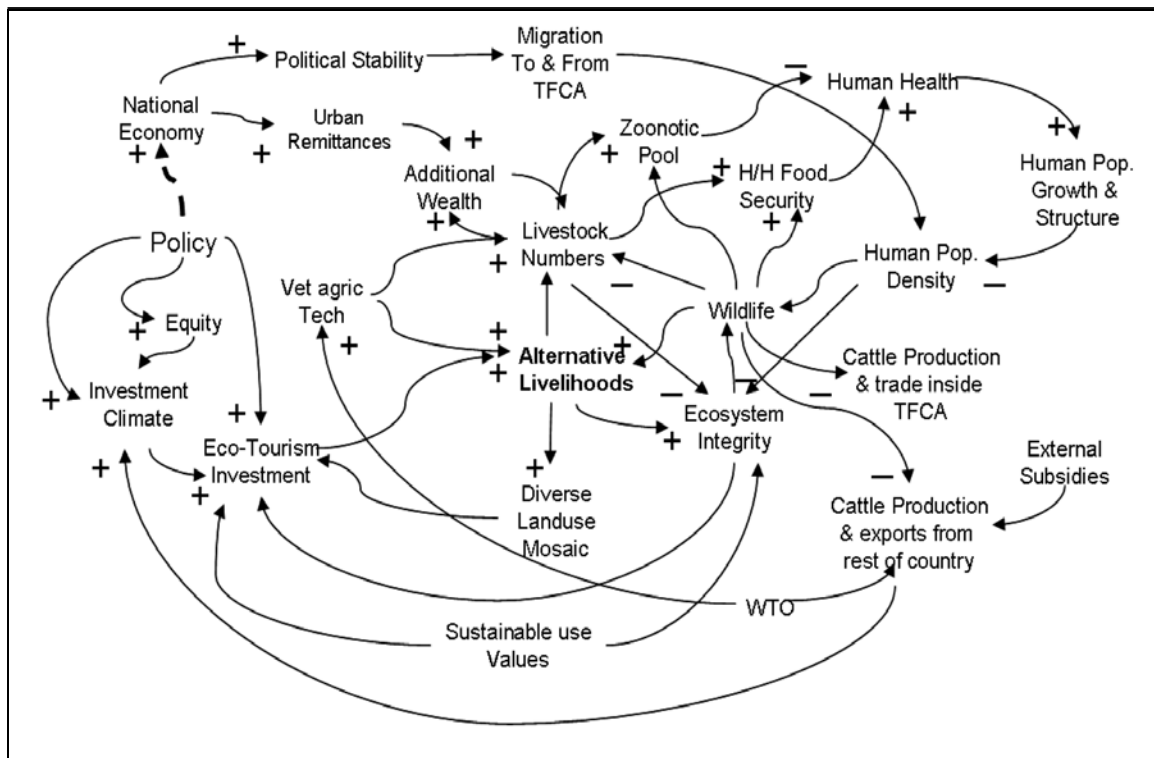 Migration
To & From
TFCA
+
Political Stability
−
Human Health
+
National
Economy
+
Urban
Remittances
+
+
Zoonotic
Pool
+
+
Human Pop.
Growth &
Structure
Additional
Wealth
+
+
H/H Food
Security
+
Policy
Livestock
Numbers
+
−
Human Pop.
Density
−
Vet agric
Tech
+
Wildlife
Equity
+
+
Alternative
Livelihoods
+
+
Cattle Production
& trade inside
TFCA
−
Investment
Climate
+
+
−
−
Ecosystem
Integrity
+
+
Eco-Tourism
Investment
+
+
Diverse
Landuse
Mosaic
External
Subsidies
−
Cattle Production
& exports from
rest of country
WTO
Sustainable use
Values